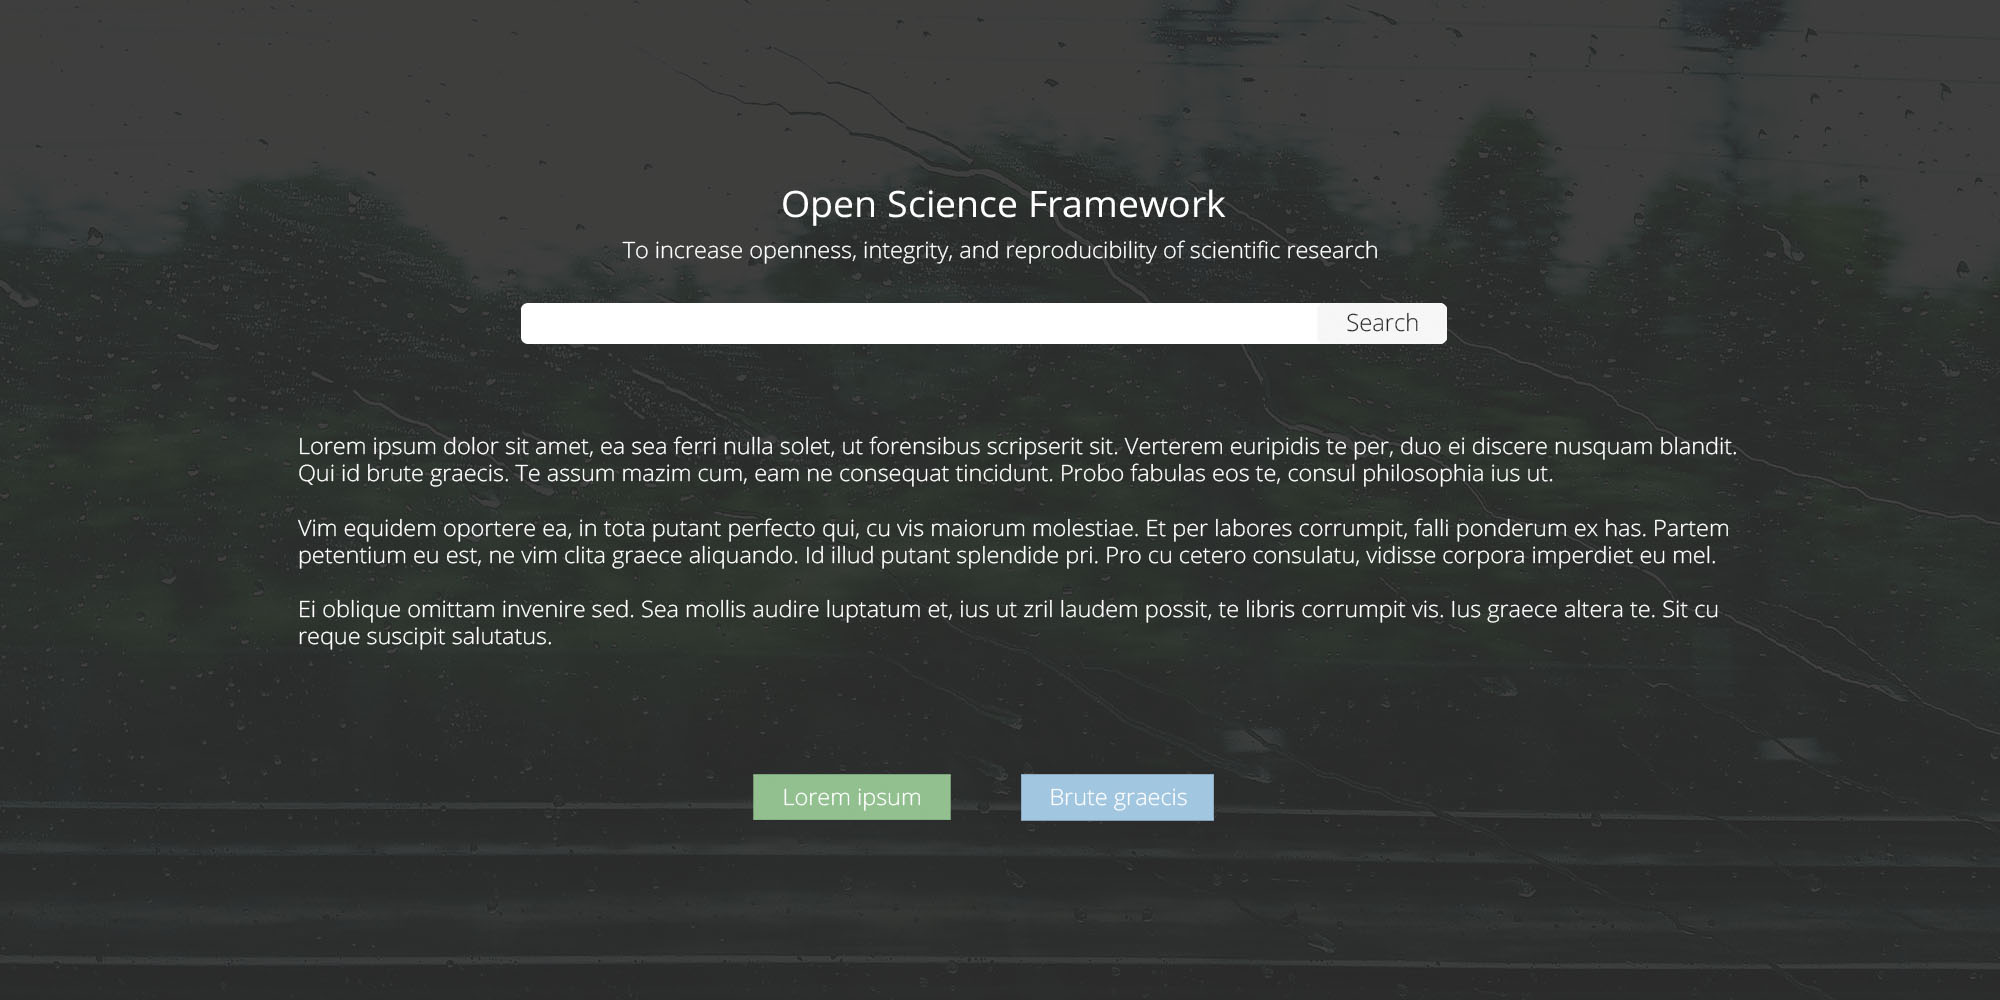 Open Science Framework
To increase openness, integrity, and reproducibility of scientific research
Search
Lorem ipsum dolor sit amet, ea sea ferri nulla solet, ut forensibus scripserit sit. Verterem euripidis te per, duo ei discere nusquam blandit.
Qui id brute graecis. Te assum mazim cum, eam ne consequat tincidunt. Probo fabulas eos te, consul philosophia ius ut.
Vim equidem oportere ea, in tota putant perfecto qui, cu vis maiorum molestiae. Et per labores corrumpit, falli ponderum ex has. Partem
petentium eu est, ne vim clita graece aliquando. Id illud putant splendide pri. Pro cu cetero consulatu, vidisse corpora imperdiet eu mel.
Ei oblique omittam invenire sed. Sea mollis audire luptatum et, ius ut zril laudem possit, te libris corrumpit vis. Ius graece altera te. Sit cu
reque suscipit salutatus.
Lorem ipsum
Brute graecis